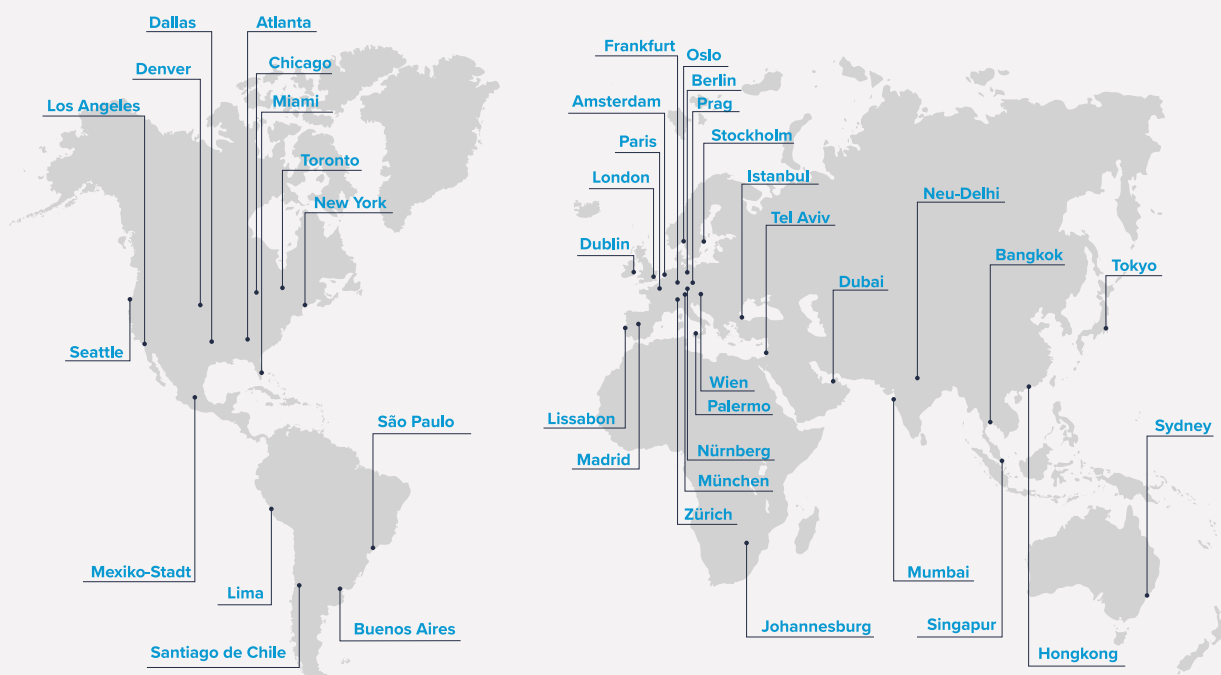 Dallas
Atlanta
Denver
Chicago
Los Angeles
Miami
Toronto
New York
Seattle
São Paulo
Mexiko-Stadt
Lima
Buenos Aires
Santiago de Chile
Frankfurt
Oslo
Berlin
Amsterdam
Prag
Paris
Stockholm
London
Istanbul
Neu-Delhi
Tel Aviv
Dublin
Bangkok
Tokyo
Dubai
Wien
Palermo
Lissabon
Sydney
Madrid
Nürnberg
München
Zürich
Mumbai
Johannesburg
Singapur
Hongkong